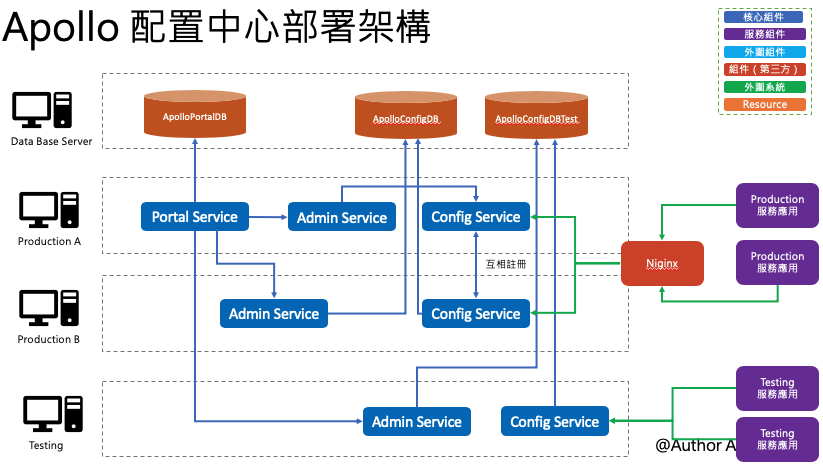 Apollo 配置中心部署架構
核心組件
服務組件
外圍組件
組件（第三方）
外圍系統
Resource
Data Base Server
ApolloPortalDB
ApolloConfigDB
ApolloConfigDBTest
Production A
Portal Service
Admin Service
Config Service
Production
服務應用
互相註冊
Niginx
Production
服務應用
Production B
Admin Service
Config Service
Testing
服務應用
Testing
Admin Service
Config Service
Testing
服務應用
@Author A